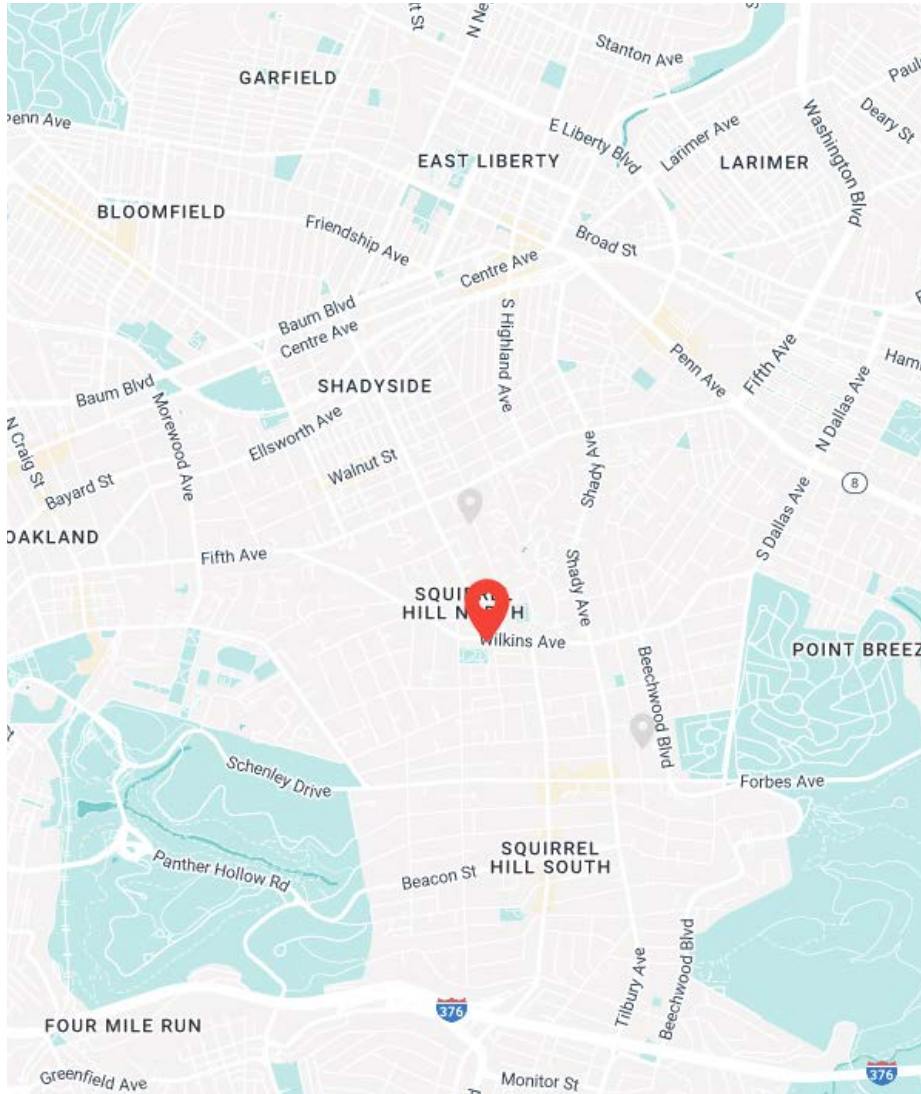 N Ne
Stanton Ave
GARFIELD
Penn Ave
E Liberty Blvd
Larimer Ave
Washington Blvd
Deary St
EAST LIBERTY
LARIMER
BLOOMFIELD
Friendship Ave
Broad St
Centre Ave
Baum Blvd
Centre Ave
S Highland Ave
Penn Ave
Fifth Ave
Baum Blvd
SHADYSIDE
Morewood Ave
Ellsworth Ave
N Dallas Ave
N Craig St
Walnut St
Shady Ave
Bayard St
8
S Dallas Ave
OAKLAND
Fifth Ave
Shady Ave
HILL
Wilkins Ave
Beechwood Blvd
POINT BREEZ
Schenley Drive
Forbes Ave
SQUIRREL
HILL SOUTH
Panther Hollow Rd
Beacon St
Tilbury Ave
Beechwood Blvd
376
FOUR MILE RUN
376
Greenfield Ave
Monitor St